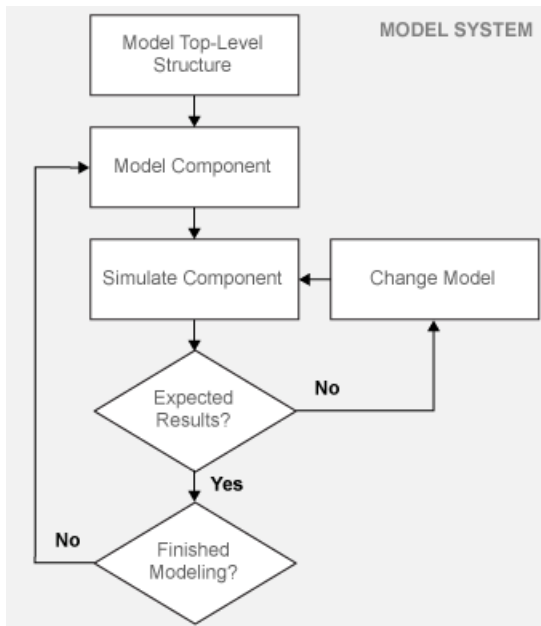 MODEL SYSTEM
Model Top-Level
Structure
Model Component
Simulate Component
Change Model
Expected
Results?
No
Yes
No
Finished
Modeling?